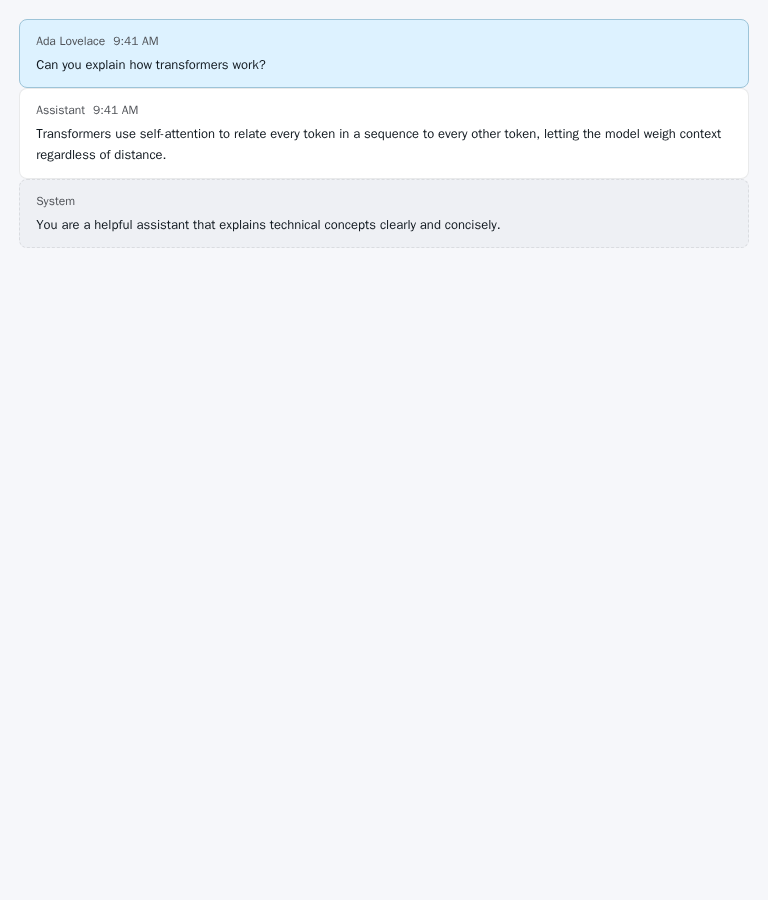 Ada Lovelace 9:41 AM
Can you explain how transformers work?
Assistant 9:41 AM
Transformers use self-attention to relate every token in a sequence to every other token, letting the model weigh context
regardless of distance.
System
You are a helpful assistant that explains technical concepts clearly and concisely.